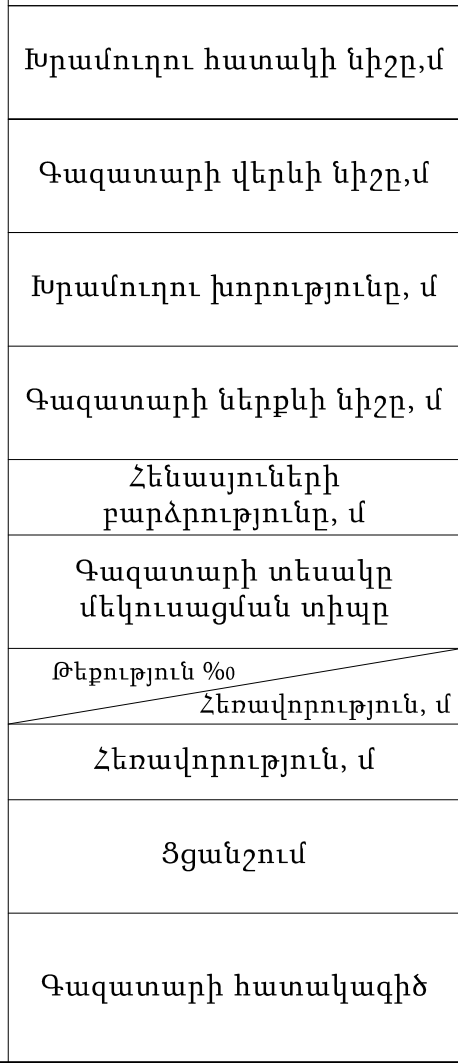 Խրամուղու հատակի նիշը,մ
Գազատարի վերևի նիշը,մ
Խրամուղու խորությունը, մ
Գազատարի ներքևի նիշը, մ
Հենասյուների
բարձրությունը, մ
Գազատարի տեսակը
մեկուսացման տիպը
Թեքություն ‰
Հեռավորություն, մ
Հեռավորություն, մ
Ցցանշում
Գազատարի հատակագիծ